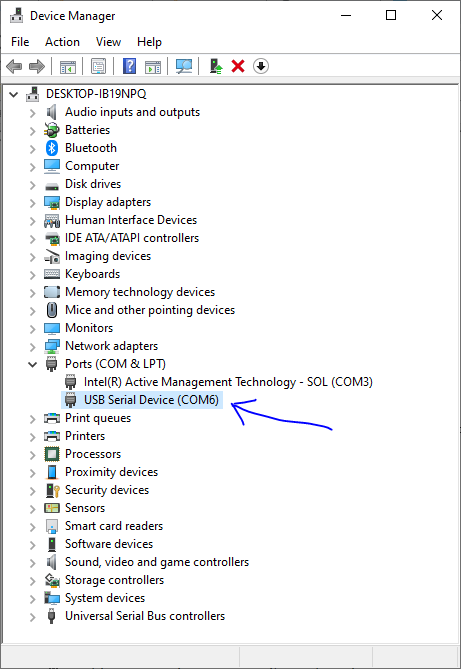 Device Manager
File Action View Help
DESKTOP-IB19NPQ
Audio inputs and outputs
Batteries
Bluetooth
Computer
Disk drives
Display adapters
Human Interface Devices
IDE ATA/ATAPI controllers
Imaging devices
Keyboards
Memory technology devices
Mice and other pointing devices
Monitors
Network adapters
Ports (COM & LPT)
Intel(R) Active Management Technology - SOL (COM3)
USB Serial Device (COM6)
Print queues
Printers
Processors
Proximity devices
Security devices
Sensors
Smart card readers
Software devices
Sound, video and game controllers
Storage controllers
System devices
Universal Serial Bus controllers